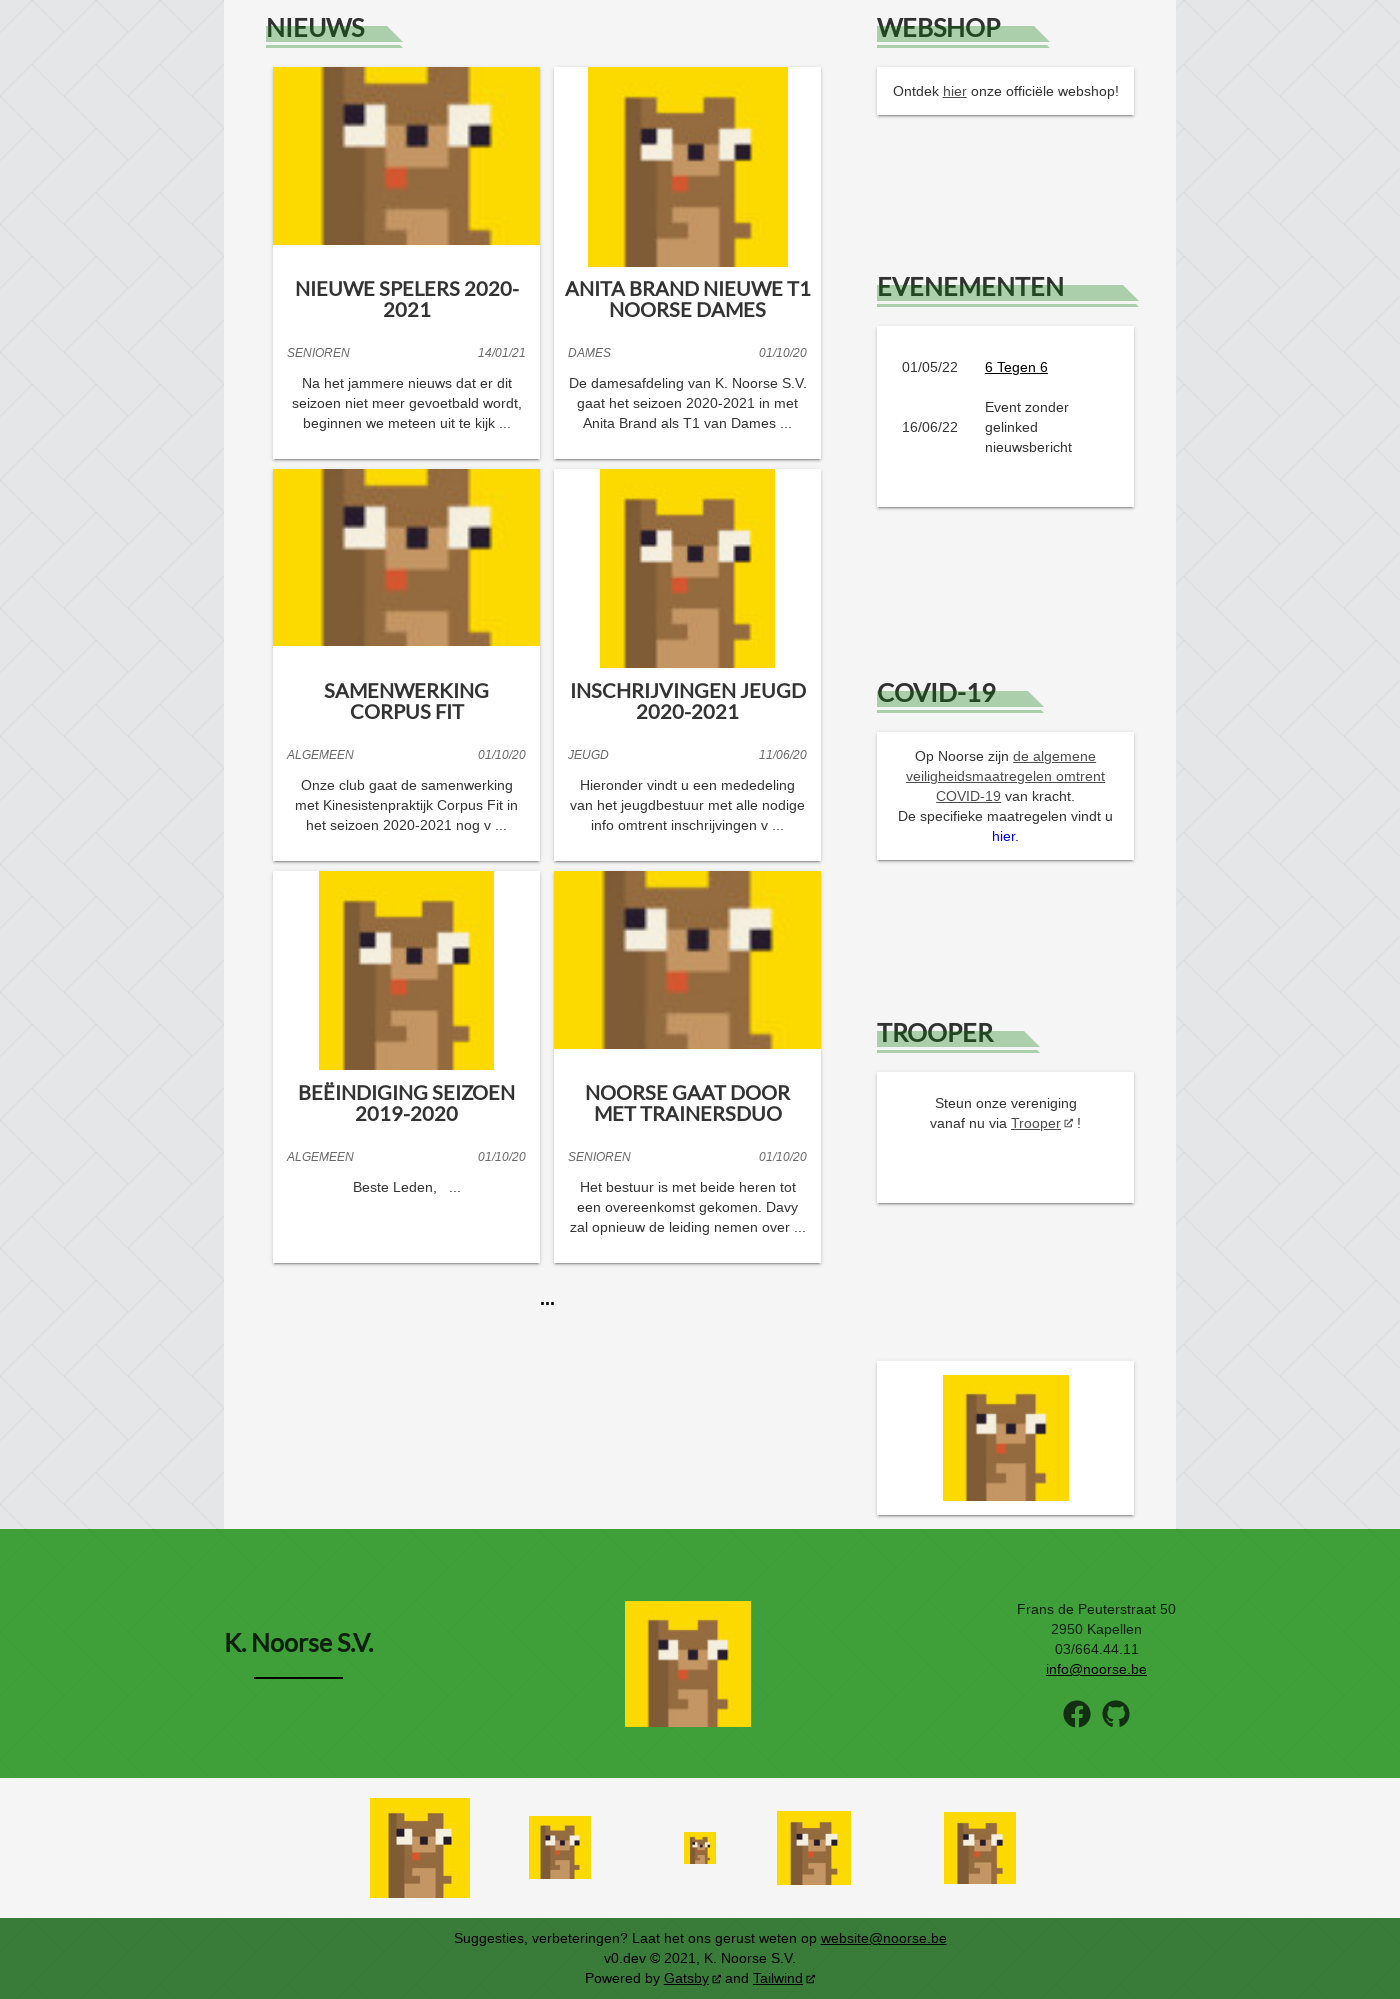 NIEUWS
NIEUWE SPELERS 2020-
2021
SENIOREN 14/01/21
Na het jammere nieuws dat er dit
seizoen niet meer gevoetbald wordt,
beginnen we meteen uit te kijk ...
ANITA BRAND NIEUWE T1
NOORSE DAMES
DAMES 01/10/20
De damesafdeling van K. Noorse S.V.
gaat het seizoen 2020-2021 in met
Anita Brand als T1 van Dames ...
SAMENWERKING
CORPUS FIT
ALGEMEEN 01/10/20
Onze club gaat de samenwerking
met Kinesistenpraktijk Corpus Fit in
het seizoen 2020-2021 nog v ...
INSCHRIJVINGEN JEUGD
2020-2021
JEUGD 11/06/20
Hieronder vindt u een mededeling
van het jeugdbestuur met alle nodige
info omtrent inschrijvingen v ...
BEËINDIGING SEIZOEN
2019-2020
ALGEMEEN 01/10/20
Beste Leden,   ...
NOORSE GAAT DOOR
MET TRAINERSDUO
SENIOREN 01/10/20
Het bestuur is met beide heren tot
een overeenkomst gekomen. Davy
zal opnieuw de leiding nemen over ...
...
WEBSHOP
Ontdek hier onze officiële webshop!
EVENEMENTEN
01/05/22 6 Tegen 6
16/06/22 Event zonder
gelinked
nieuwsbericht
COVID-19
Op Noorse zijn de algemene
veiligheidsmaatregelen omtrent
COVID-19 van kracht.
De specifieke maatregelen vindt u
hier.
TROOPER
Steun onze vereniging
vanaf nu via Trooper !
K. Noorse S.V.
Frans de Peuterstraat 50
2950 Kapellen
03/664.44.11
info@noorse.be
Suggesties, verbeteringen? Laat het ons gerust weten op website@noorse.be
v0.dev © 2021, K. Noorse S.V.
Powered by Gatsby and Tailwind